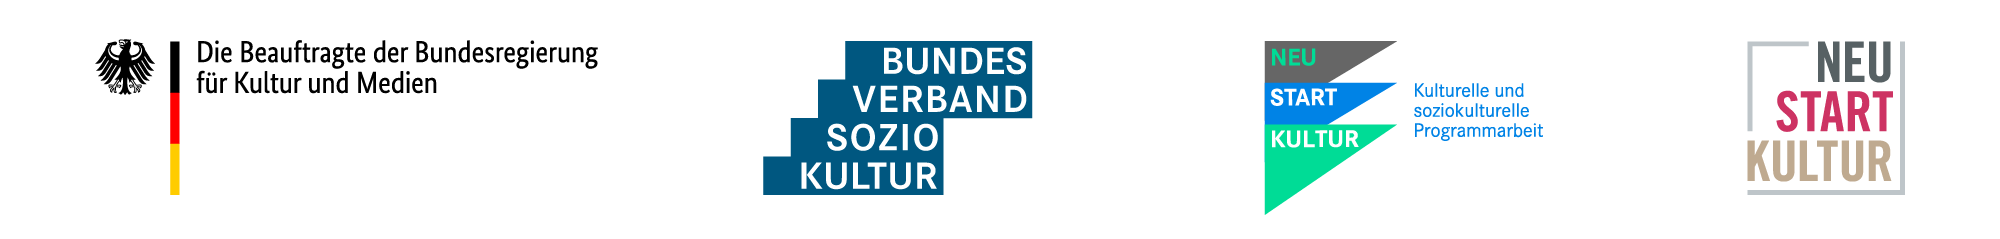 Die Beauftragte der Bundesregierung
für Kultur und Medien
BUNDES
VERBAND
SOZIO
KULTUR
NEU
START
KULTUR
Kulturelle und
soziokulturelle
Programmarbeit
NEU
START
KULTUR